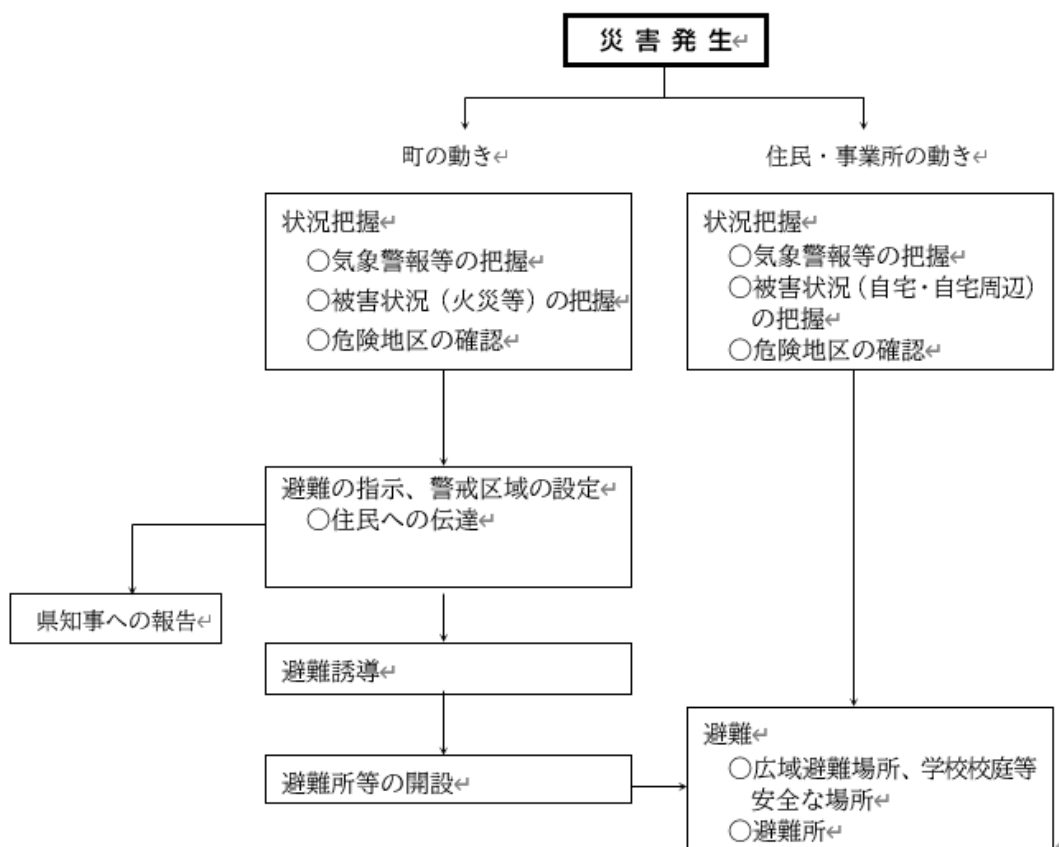 災 害 発 生↵
町の動き↵
住民・事業所の動き↵
状況把握↵
○気象警報等の把握↵
○被害状況（火災等）の把握↵
○危険地区の確認↵
状況把握↵
○気象警報等の把握↵
○被害状況（自宅・自宅周辺）
の把握↵
○危険地区の確認↵
避難の指示、警戒区域の設定↵
○住民への伝達↵
県知事への報告↵
避難誘導↵
避難所等の開設↵
避難↵
○広域避難場所、学校校庭等
安全な場所↵
○避難所↵